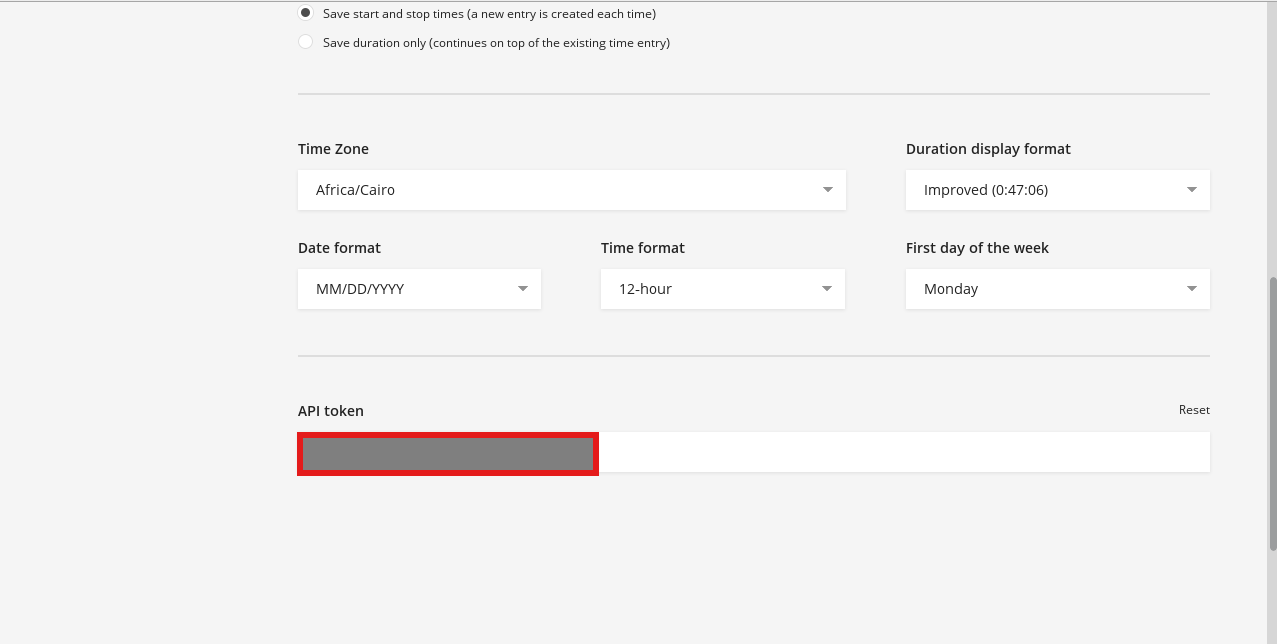 Save start and stop times (a new entry is created each time)
Save duration only (continues on top of the existing time entry)
Time Zone
Duration display format
Africa/Cairo
Improved (0:47:06)
Date format
Time format
First day of the week
MM/DD/YYYY
12-hour
Monday
API token
Reset